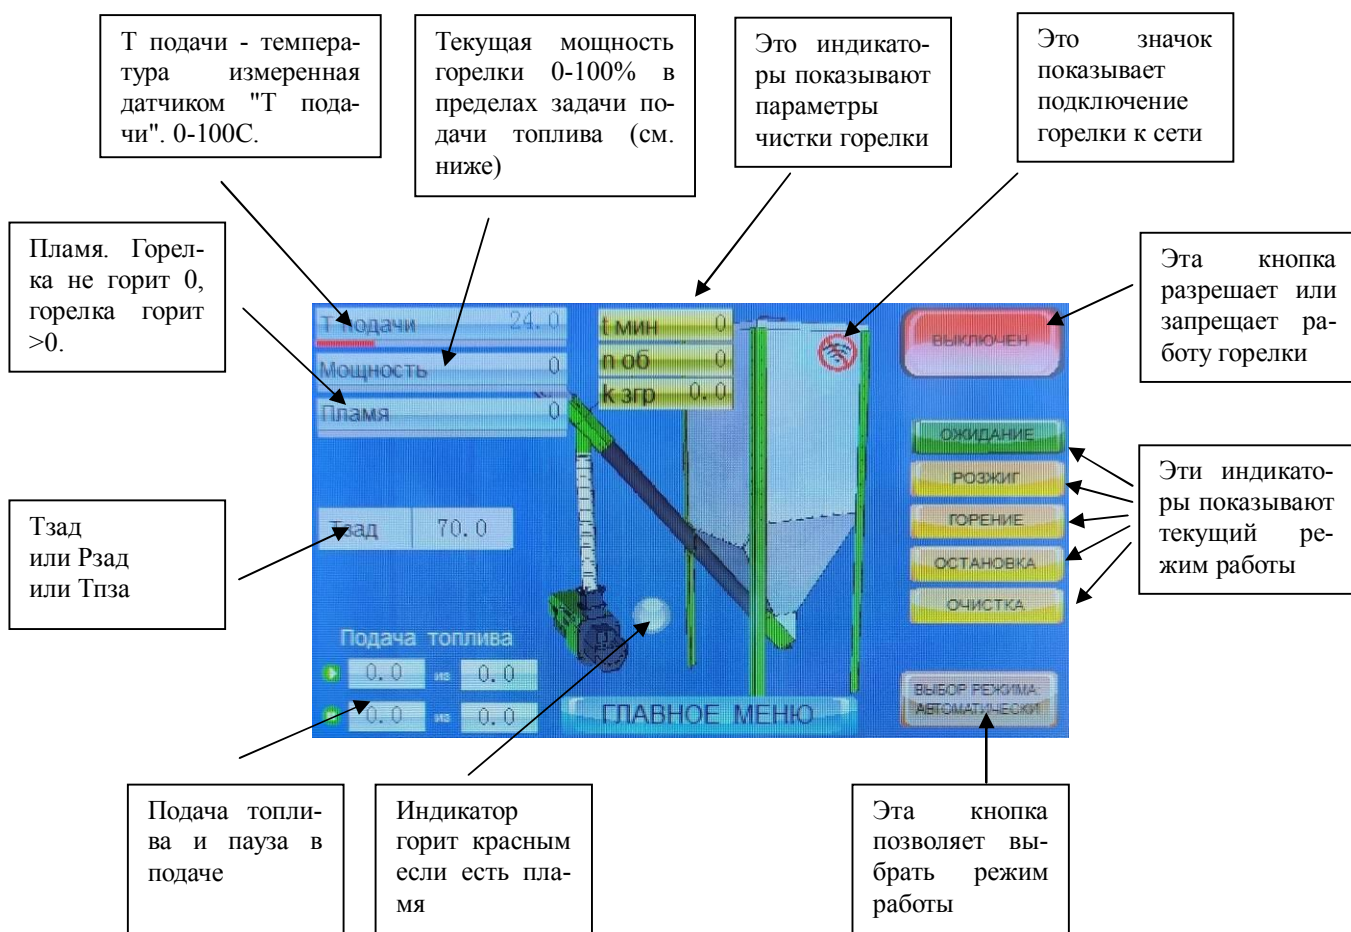 Т подачи - темпера-
тура измеренная
датчиком "Т пода-
чи". 0-100С.
Текущая мощность
горелки 0-100% в
пределах задачи по-
дачи топлива (см.
ниже)
Это индикато-
ры показывают
параметры
чистки горелки
Это значок
показывает
подключение
горелки к сети
Пламя. Горел-
ка не горит 0,
горелка горит
>0.
Эта кнопка
разрешает или
запрещает ра-
боту горелки
Т подачи 24.0
Мощность 0
Пламя 0
t мин 0
n об 0
k згр 0.0
ВЫКЛЮЧЕН
ОЖИДАНИЕ
РОЗЖИГ
ГОРЕНИЕ
ОСТАНОВКА
ОЧИСТКА
Эти индикато-
ры показывают
текущий ре-
жим работы
Тзад
или Рзад
или Тпза
Тзад 70.0
Подача топлива
0.0 из 0.0
0.0 из 0.0
ГЛАВНОЕ МЕНЮ
ВЫБОР РЕЖИМА:
АВТОМАТИЧЕСКИ
Подача топли-
ва и пауза в
подаче
Индикатор
горит красным
если есть пла-
мя
Эта кнопка
позволяет вы-
брать режим
работы